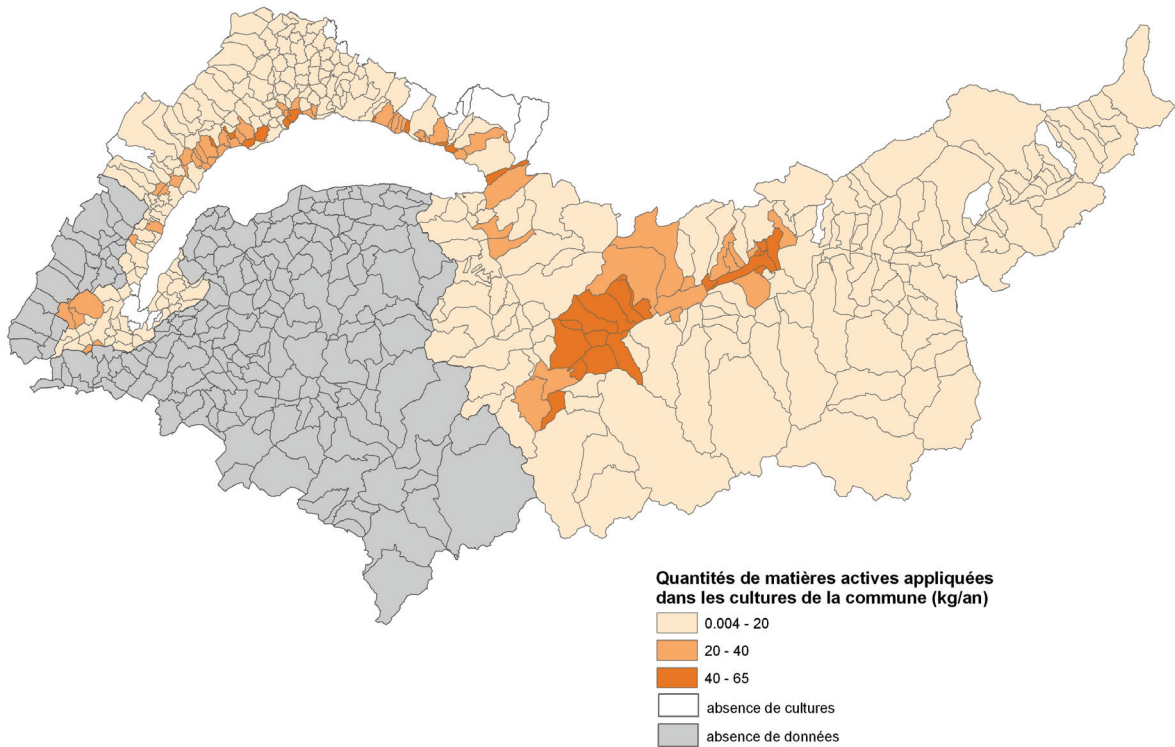 Quantités de matières actives appliquées
dans les cultures de la commune (kg/an)
0.004 - 20
20 - 40
40 - 65
absence de cultures
absence de données